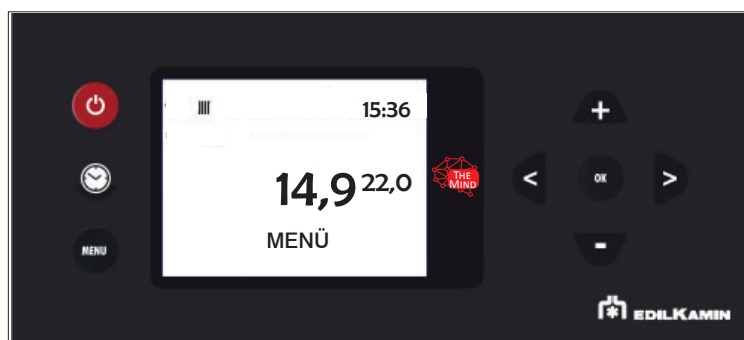 15:36
14,9 22,0
MENÜ
THE
MIND
+
< OK >
MENU
-
EDILKAMIN